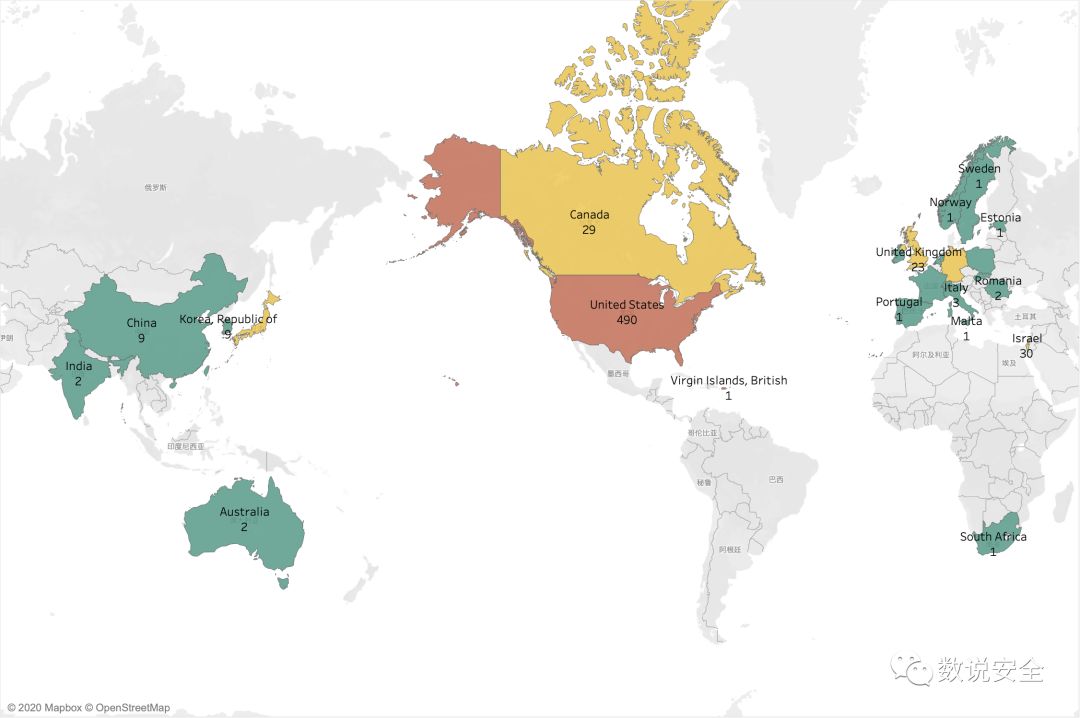 俄罗斯
Sweden
1
Norway
1
Estonia
1
Canada
29
United Kingdom
23
Romania
2
Italy
3
Portugal
1
Malta
1
土耳其
伊朗
China
9
Korea, Republic of
9
United States
490
Israel
30
阿尔及利亚
埃及
India
2
墨西哥
Virgin Islands, British
1
印度尼西亚
哥伦比亚
秘鲁
巴西
Australia
2
阿根廷
South Africa
1
数说安全
© 2020 Mapbox © OpenStreetMap